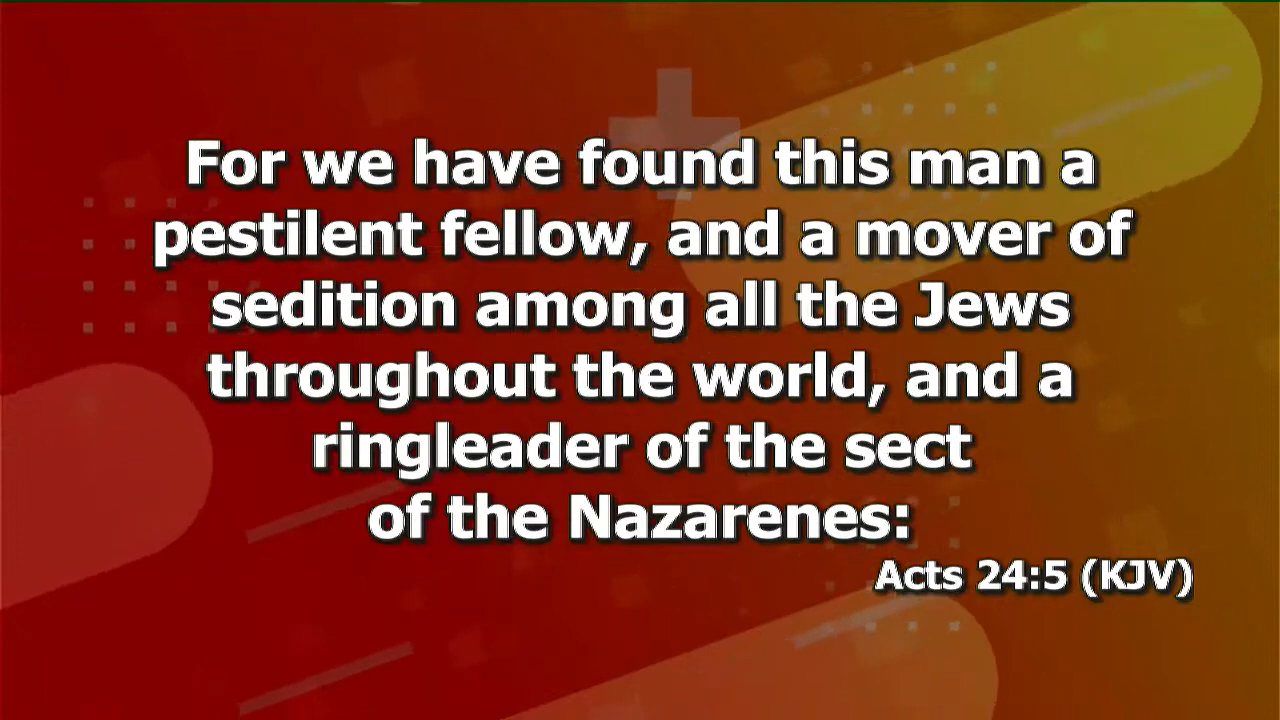 For we have found this man a
pestilent fellow, and a mover of
sedition among all the Jews
throughout the world, and a
ringleader of the sect
of the Nazarenes:
Acts 24:5 (KJV)